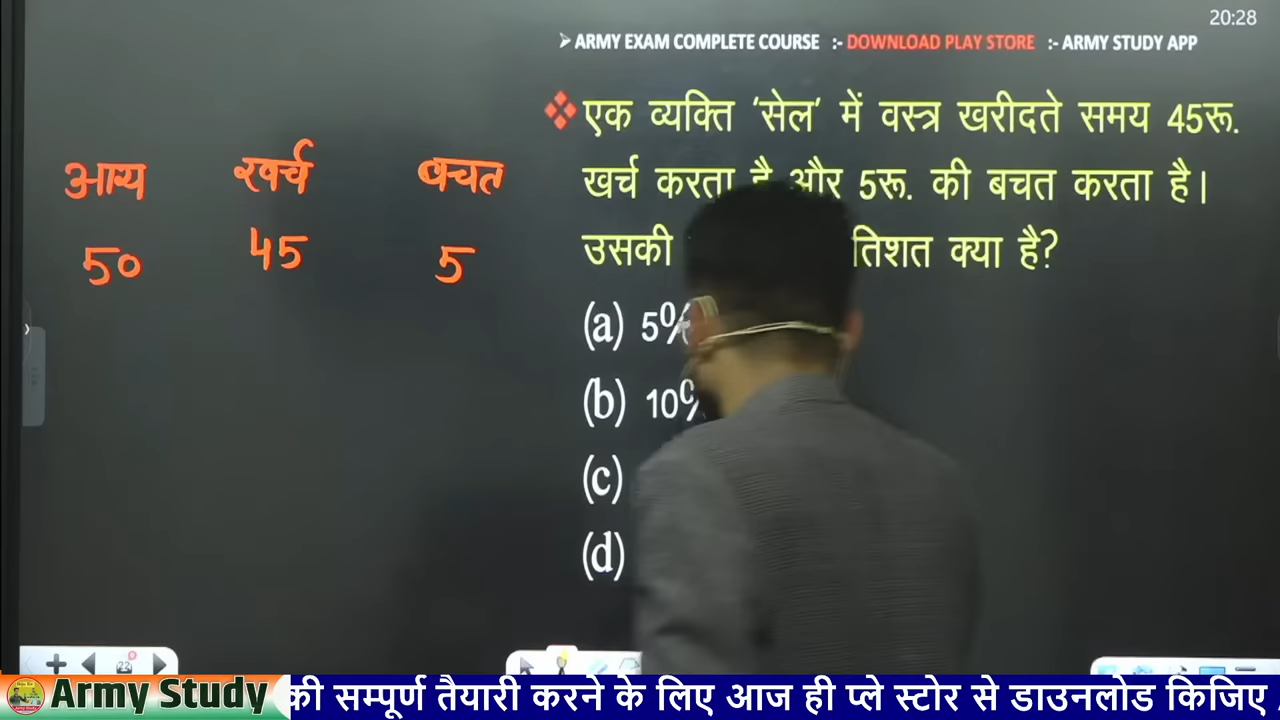 20:28
➢ ARMY EXAM COMPLETE COURSE :- DOWNLOAD PLAY STORE :- ARMY STUDY APP
❖ एक व्यक्ति 'सेल' में वस्त्र खरीदते समय 45रू.
खर्च करता है और 5रू. की बचत करता है।
उसकी तिशत क्या है?
(a) 5%
(b) 10%
(c)
(d)
आय खर्च बचत
50 45 5
23
Army Study की सम्पूर्ण तैयारी करने के लिए आज ही प्ले स्टोर से डाउनलोड किजिए